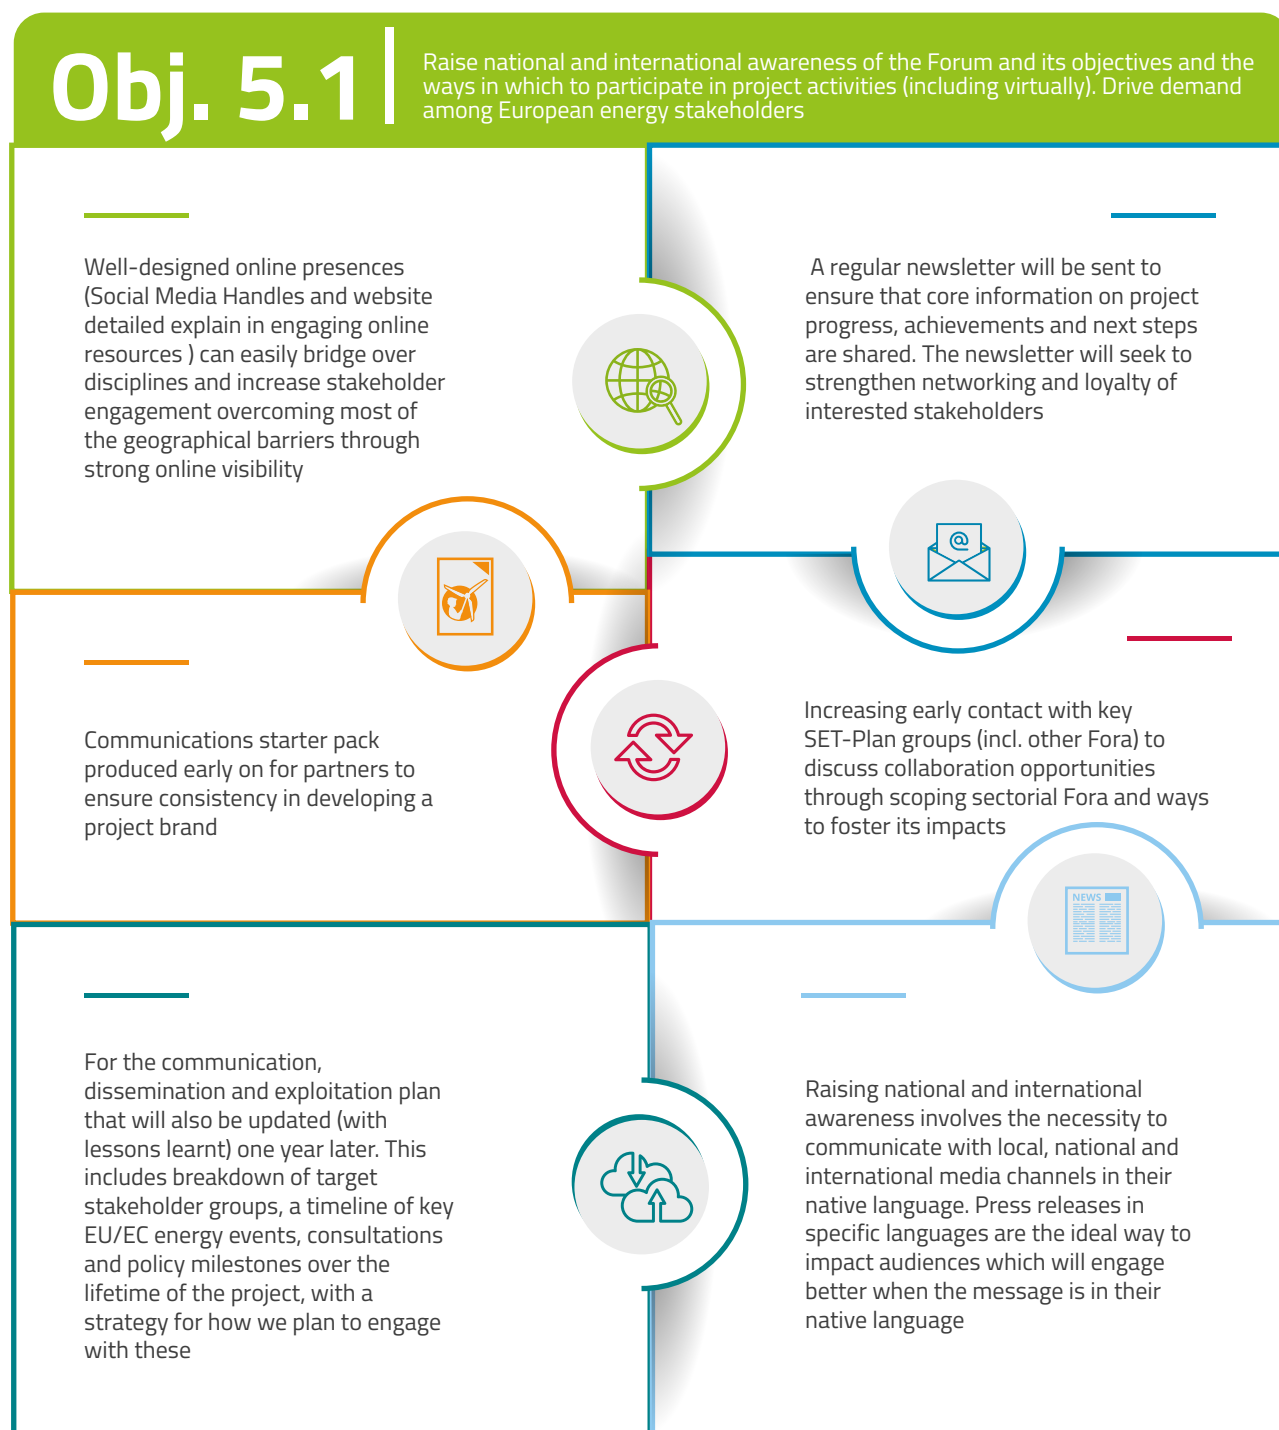 Obj. 5.1
Raise national and international awareness of the Forum and its objectives and the
ways in which to participate in project activities (including virtually). Drive demand
among European energy stakeholders
Well-designed online presences
(Social Media Handles and website
detailed explain in engaging online
resources ) can easily bridge over
disciplines and increase stakeholder
engagement overcoming most of
the geographical barriers through
strong online visibility
A regular newsletter will be sent to
ensure that core information on project
progress, achievements and next steps
are shared. The newsletter will seek to
strengthen networking and loyalty of
interested stakeholders
@
Communications starter pack
produced early on for partners to
ensure consistency in developing a
project brand
Increasing early contact with key
SET-Plan groups (incl. other Fora) to
discuss collaboration opportunities
through scoping sectorial Fora and ways
to foster its impacts
NEWS
For the communication,
dissemination and exploitation plan
that will also be updated (with
lessons learnt) one year later. This
includes breakdown of target
stakeholder groups, a timeline of key
EU/EC energy events, consultations
and policy milestones over the
lifetime of the project, with a
strategy for how we plan to engage
with these
Raising national and international
awareness involves the necessity to
communicate with local, national and
international media channels in their
native language. Press releases in
specific languages are the ideal way to
impact audiences which will engage
better when the message is in their
native language